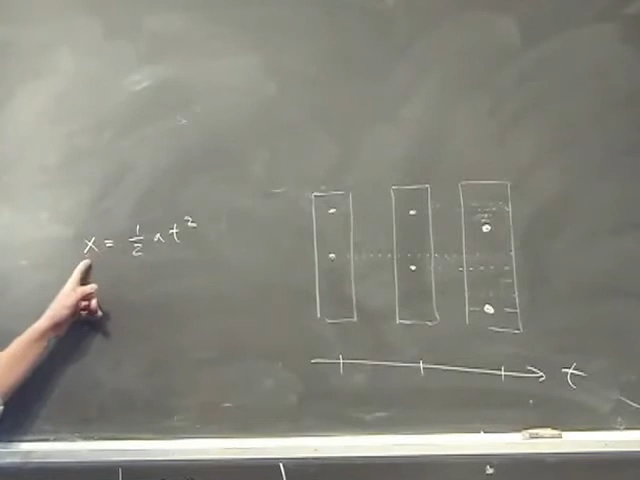 x = 1/2 a t²
t